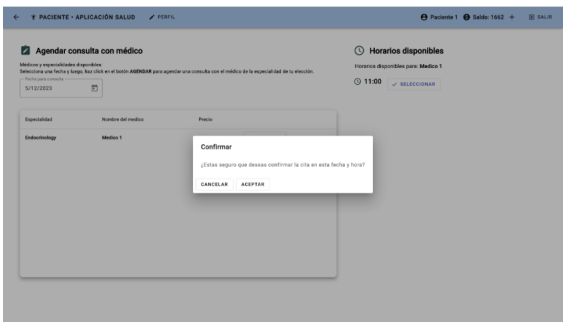 PACIENTE • APLICACIÓN SALUD
PERFIL
Paciente 1
Saldo: 1662 +
SALIR
Agendar consulta con médico
Médicos y especialidades disponibles:
Selecciona una fecha y luego, haz click en el botón AGENDAR para agendar una consulta con el médico de la especialidad de tu elección.
Fecha para consulta
5/12/2023
Horarios disponibles
Horarios disponibles para: Medico 1
11:00
SELECCIONAR
Especialidad
Nombre del medico
Precio
Endocrinology
Medico 1
Confirmar
¿Estas seguro que deseas confirmar la cita en esta fecha y hora?
CANCELAR
ACEPTAR